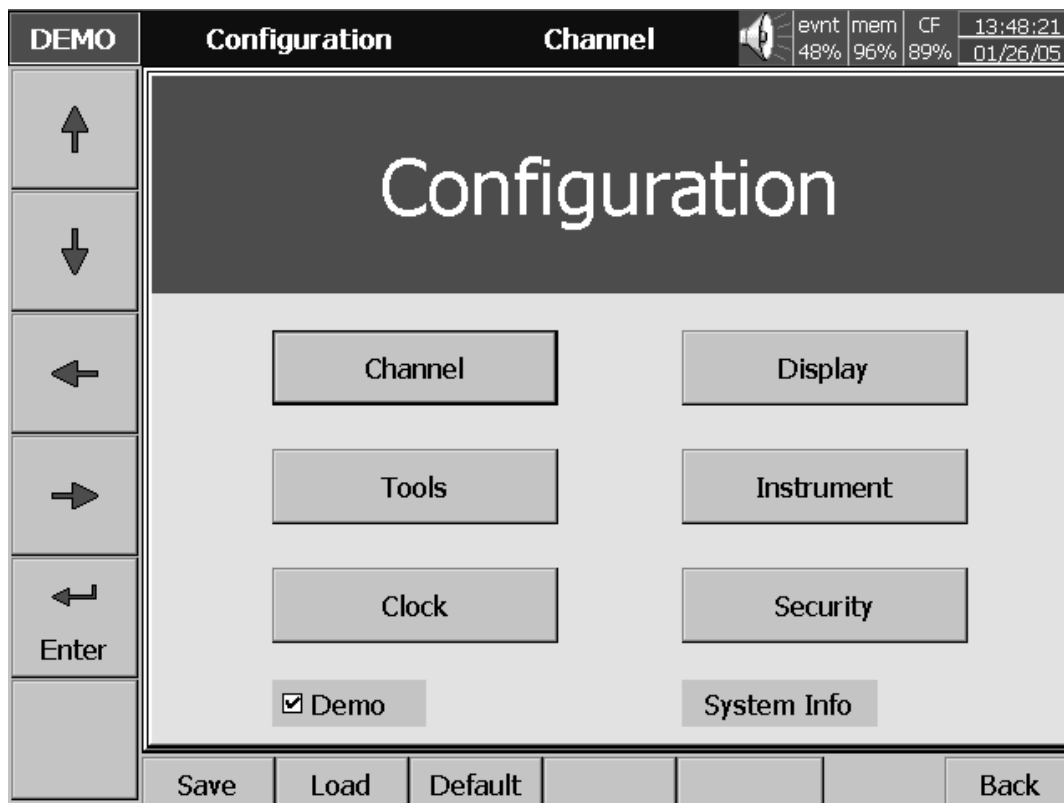 DEMO Configuration Channel evnt mem CF 13:48:21
48% 96% 89% 01/26/05
Configuration
Channel Display
Tools Instrument
Clock Security
Enter
Demo System Info
Save Load Default Back